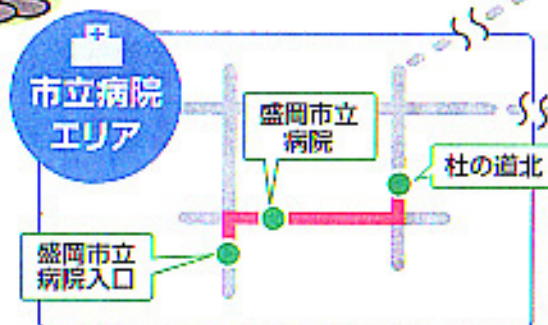 市立病院
エリア
盛岡市立
病院
杜の道北
盛岡市立
病院入口